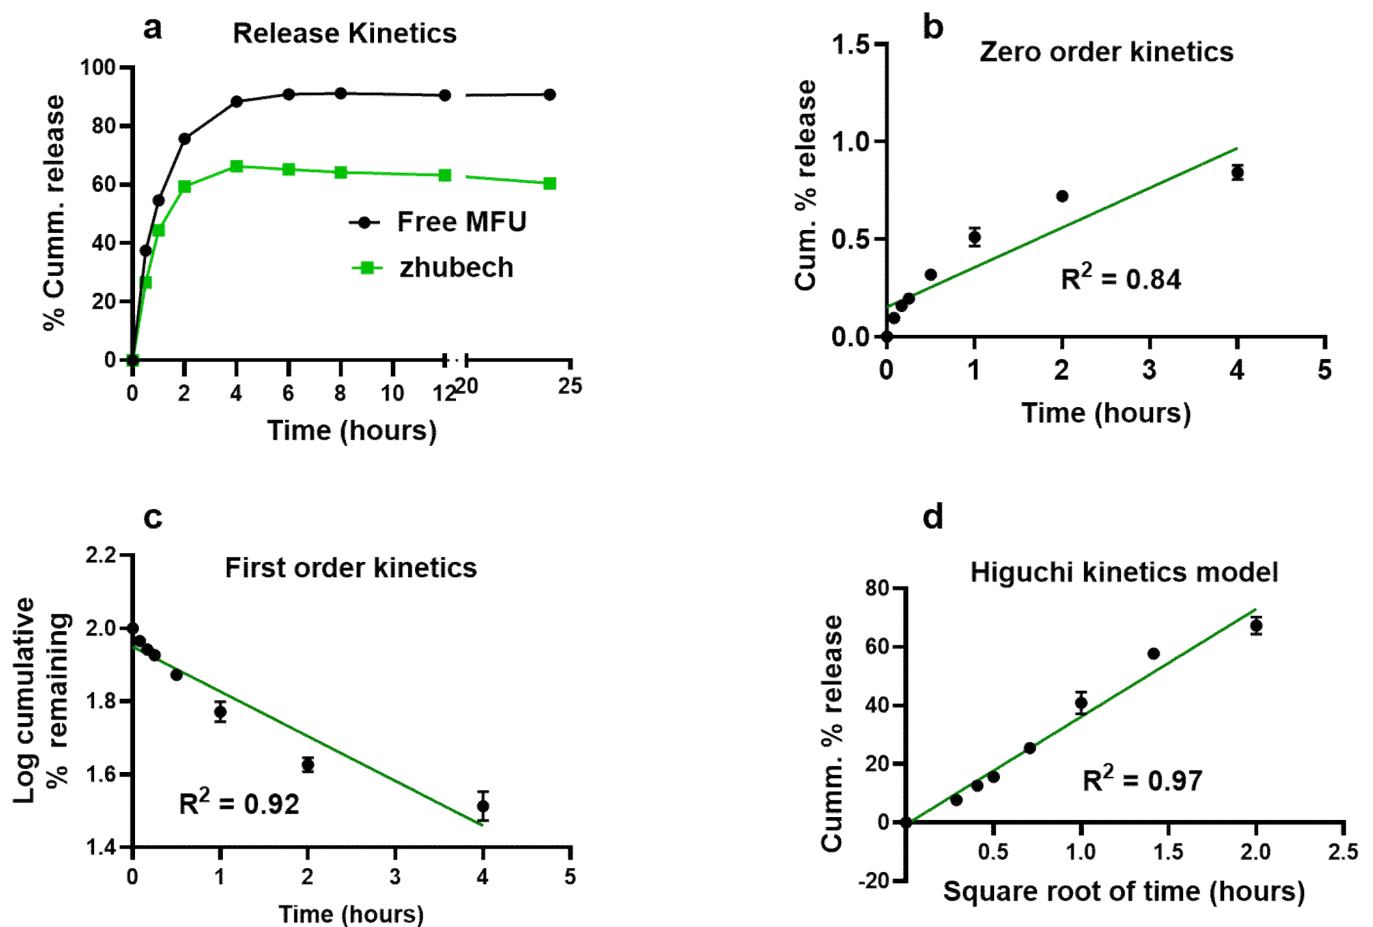 a
Release Kinetics
% Cumm. release
100
80
60
40
20
0
Free MFU
zhubech
0 2 4 6 8 10 12 20 25
Time (hours)
b
Zero order kinetics
Cum. % release
1.5
1.0
0.5
0.0
R² = 0.84
0 1 2 3 4 5
Time (hours)
c
First order kinetics
Log cumulative
% remaining
2.2
2.0
1.8
1.6
1.4
R² = 0.92
0 1 2 3 4 5
Time (hours)
d
Higuchi kinetics model
Cumm. % release
80
60
40
20
0
-20
R² = 0.97
0.5 1.0 1.5 2.0 2.5
Square root of time (hours)